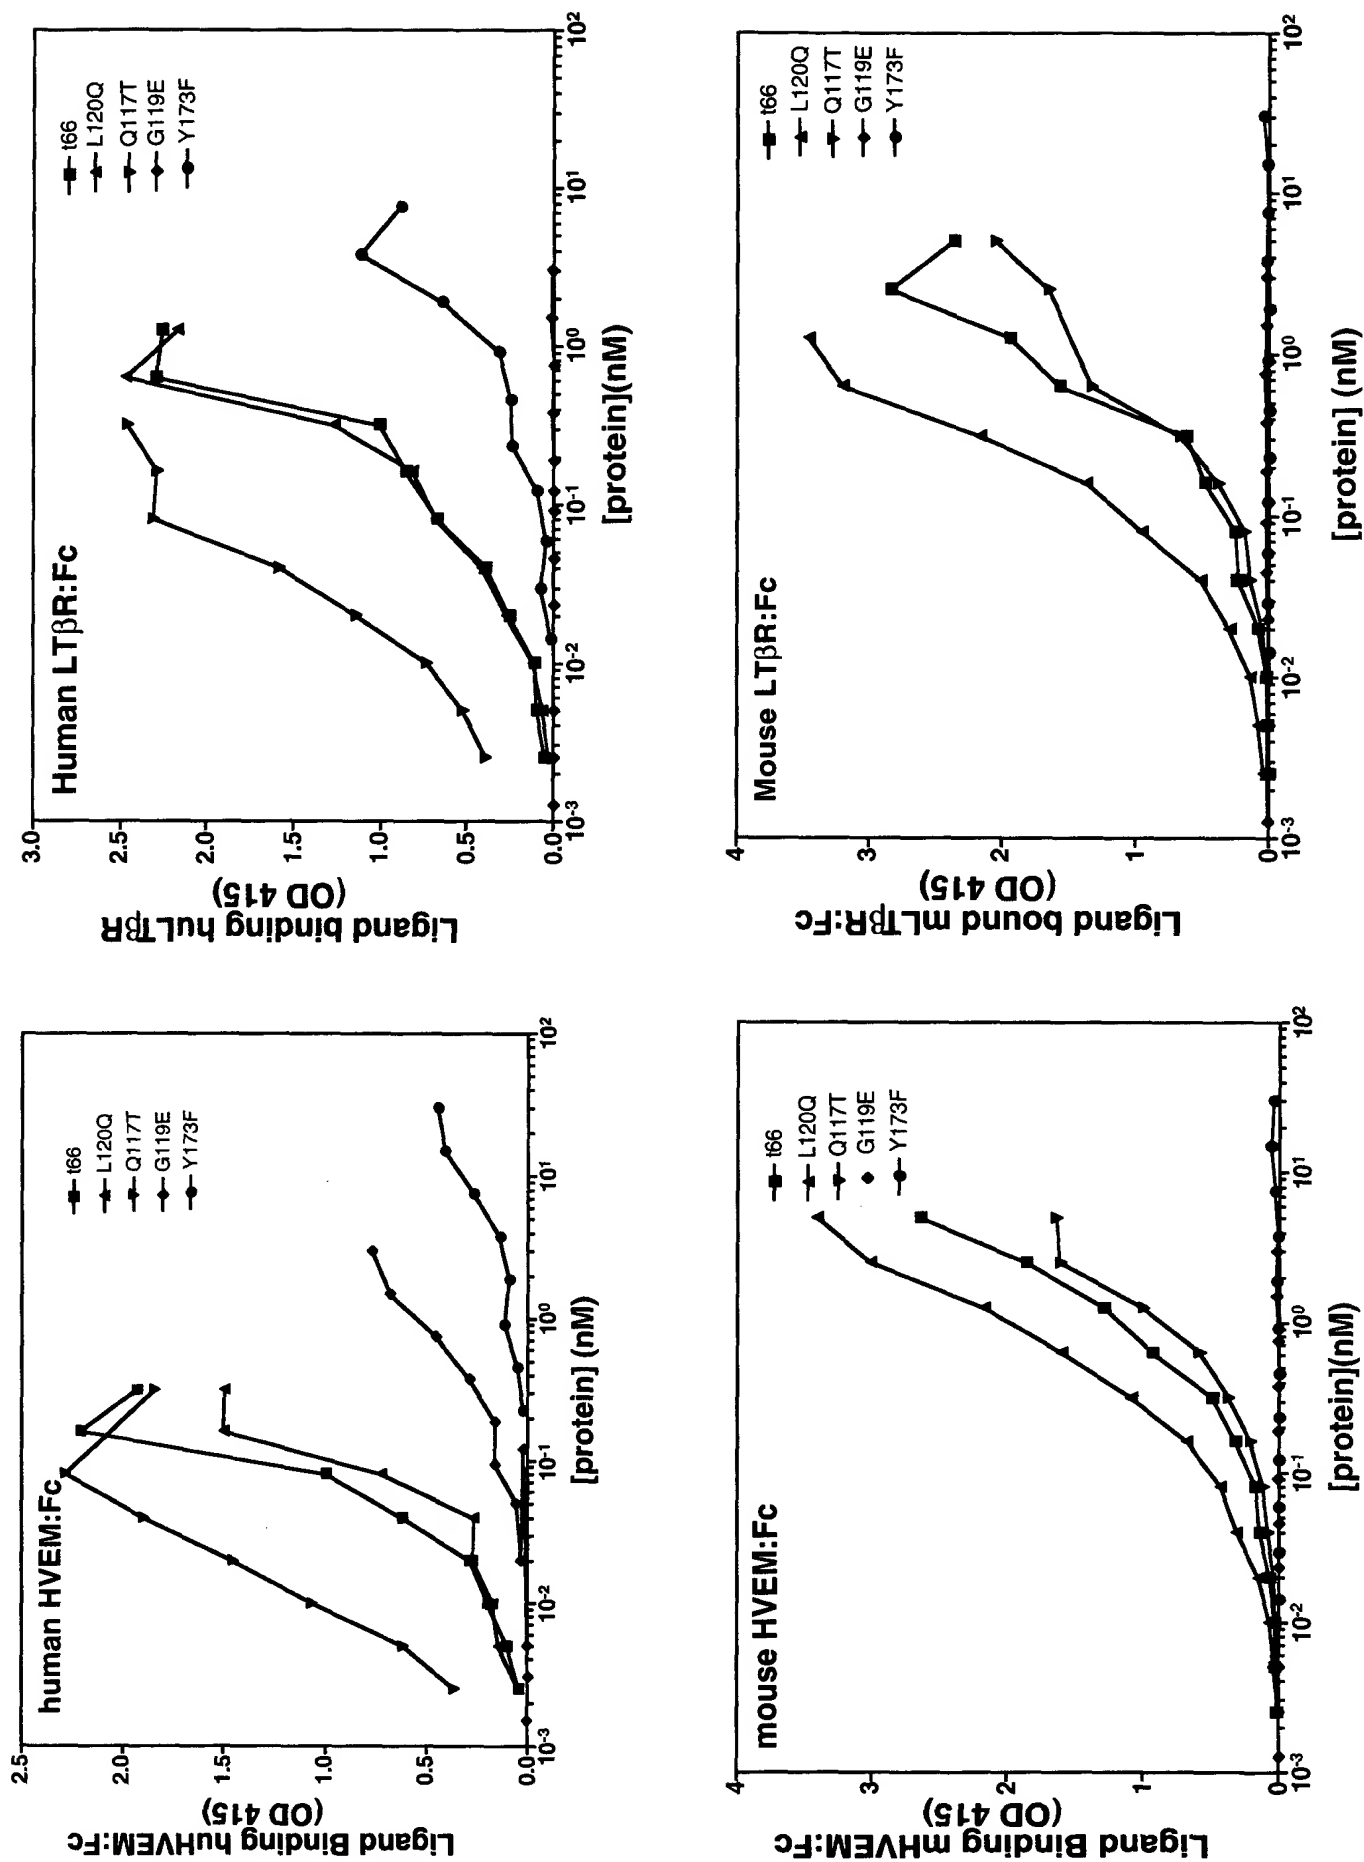 human HVEM:Fc
t66
L120Q
Q117T
G119E
Y173F
2.5
2.0
1.5
1.0
0.5
0.0
Ligand Binding huHVEM:Fc
(OD 415)
10-3
10-2
10-1
100
101
102
[protein] (nM)
Human LTβR:Fc
t66
L120Q
Q117T
G119E
Y173F
3.0
2.5
2.0
1.5
1.0
0.5
0.0
Ligand binding huLTβR
(OD 415)
10-3
10-2
10-1
100
101
102
[protein](nM)
mouse HVEM:Fc
t66
L120Q
Q117T
G119E
Y173F
4
3
2
1
0
Ligand Binding mHVEM:Fc
(OD 415)
10-3
10-2
10-1
100
101
102
[protein](nM)
Mouse LTβR:Fc
t66
L120Q
Q117T
G119E
Y173F
4
3
2
1
0
Ligand bound mLTβR:Fc
(OD 415)
10-3
10-2
10-1
100
101
102
[protein] (nM)